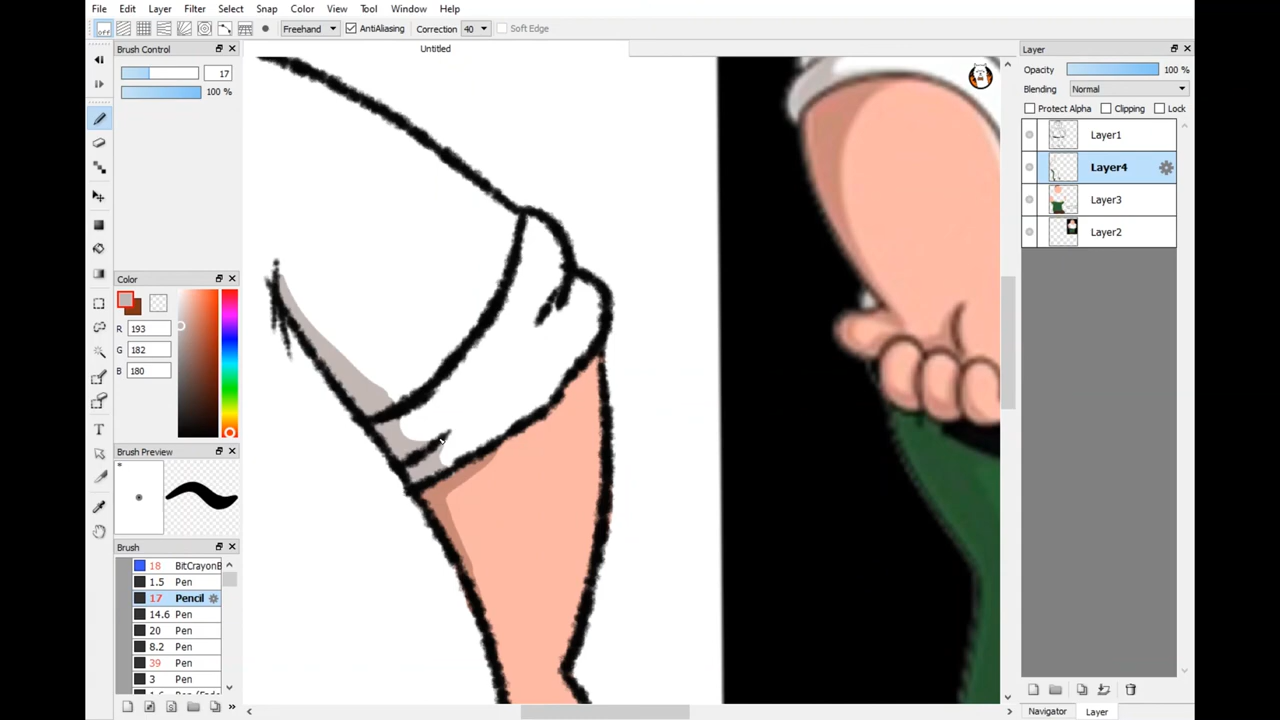 File Edit Layer Filter Select Snap Color View Tool Window Help
OFF Freehand AntiAliasing Correction 40 Soft Edge
Brush Control
Untitled
Layer
17
100 %
Opacity 100 %
Blending Normal
Protect Alpha Clipping Lock
Layer1
Layer4
Layer3
Layer2
Color
R 193
G 182
B 180
T
Brush Preview
Brush
18 BitCrayonB
1.5 Pen
17 Pencil
14.6 Pen
20 Pen
8.2 Pen
39 Pen
3 Pen
Navigator Layer